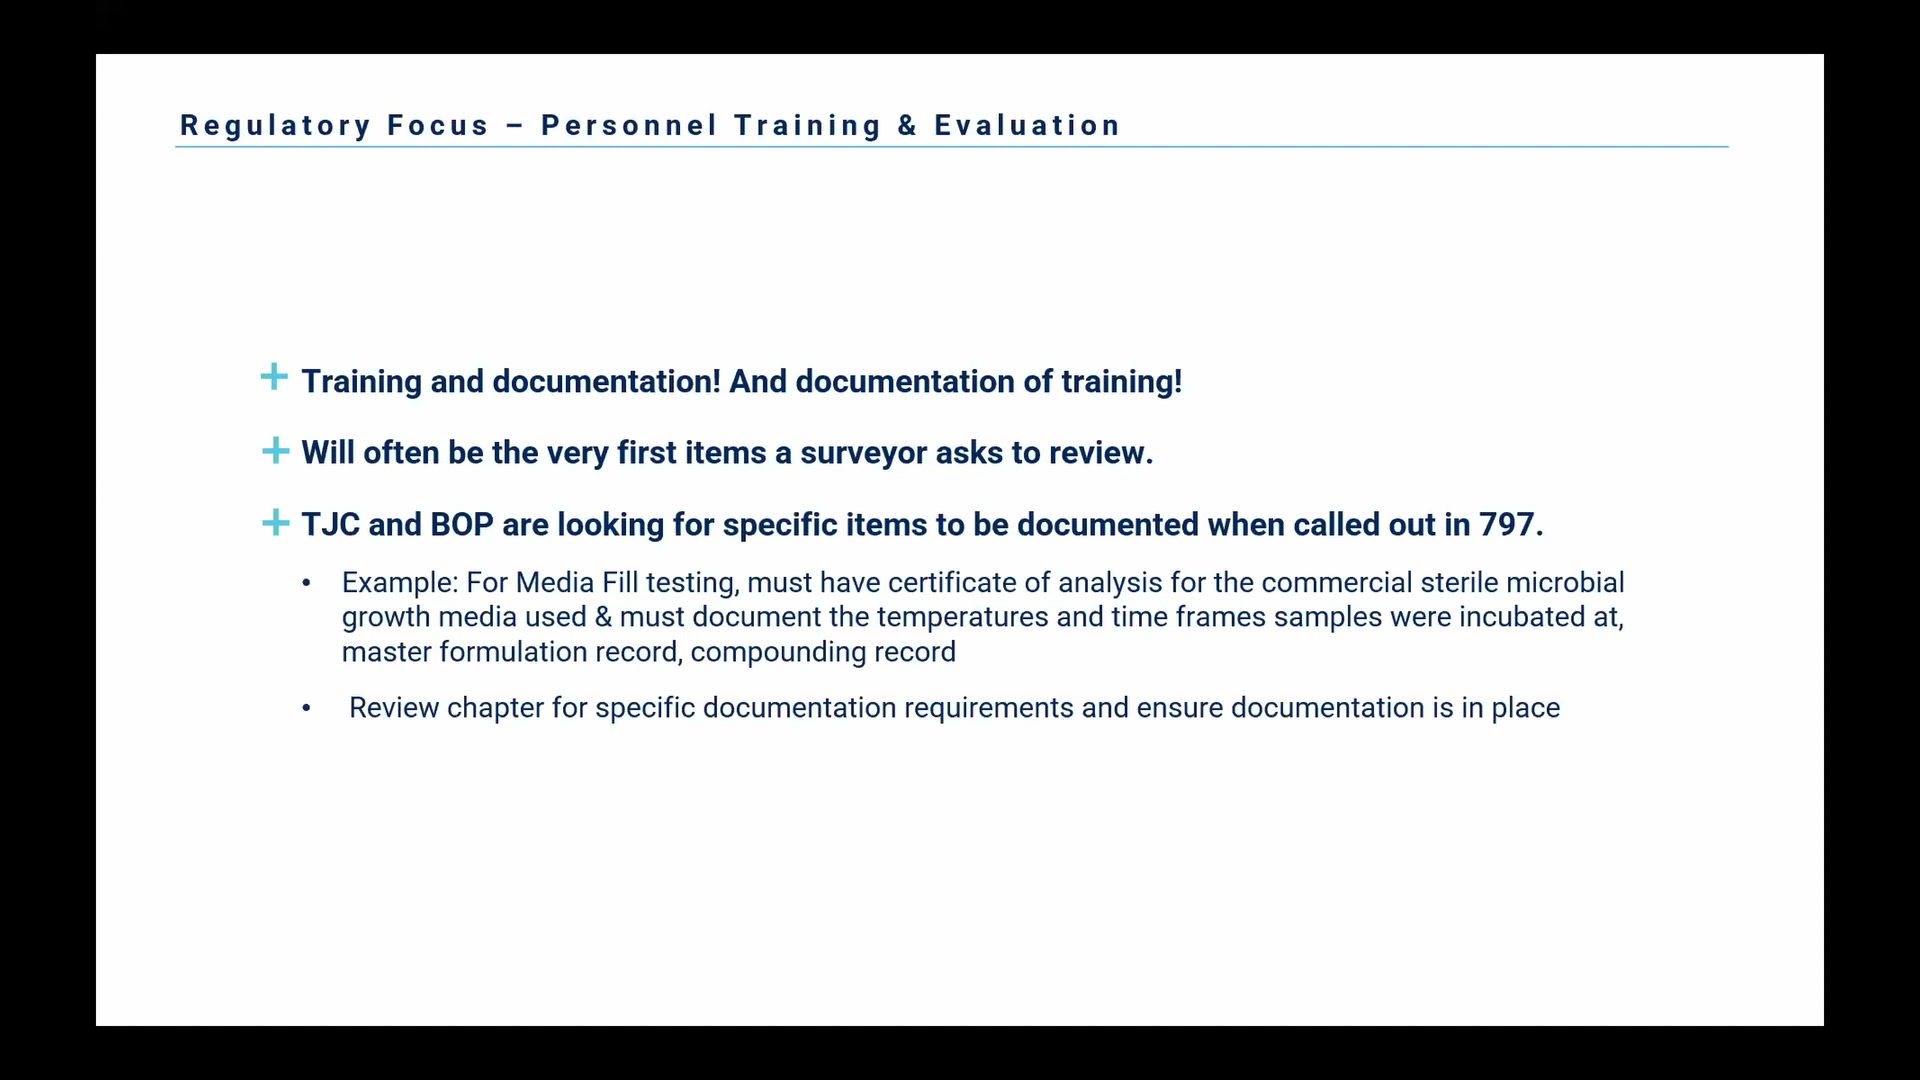 Regulatory Focus – Personnel Training & Evaluation
Training and documentation! And documentation of training!
Will often be the very first items a surveyor asks to review.
TJC and BOP are looking for specific items to be documented when called out in 797.
• Example: For Media Fill testing, must have certificate of analysis for the commercial sterile microbial
growth media used & must document the temperatures and time frames samples were incubated at,
master formulation record, compounding record
• Review chapter for specific documentation requirements and ensure documentation is in place